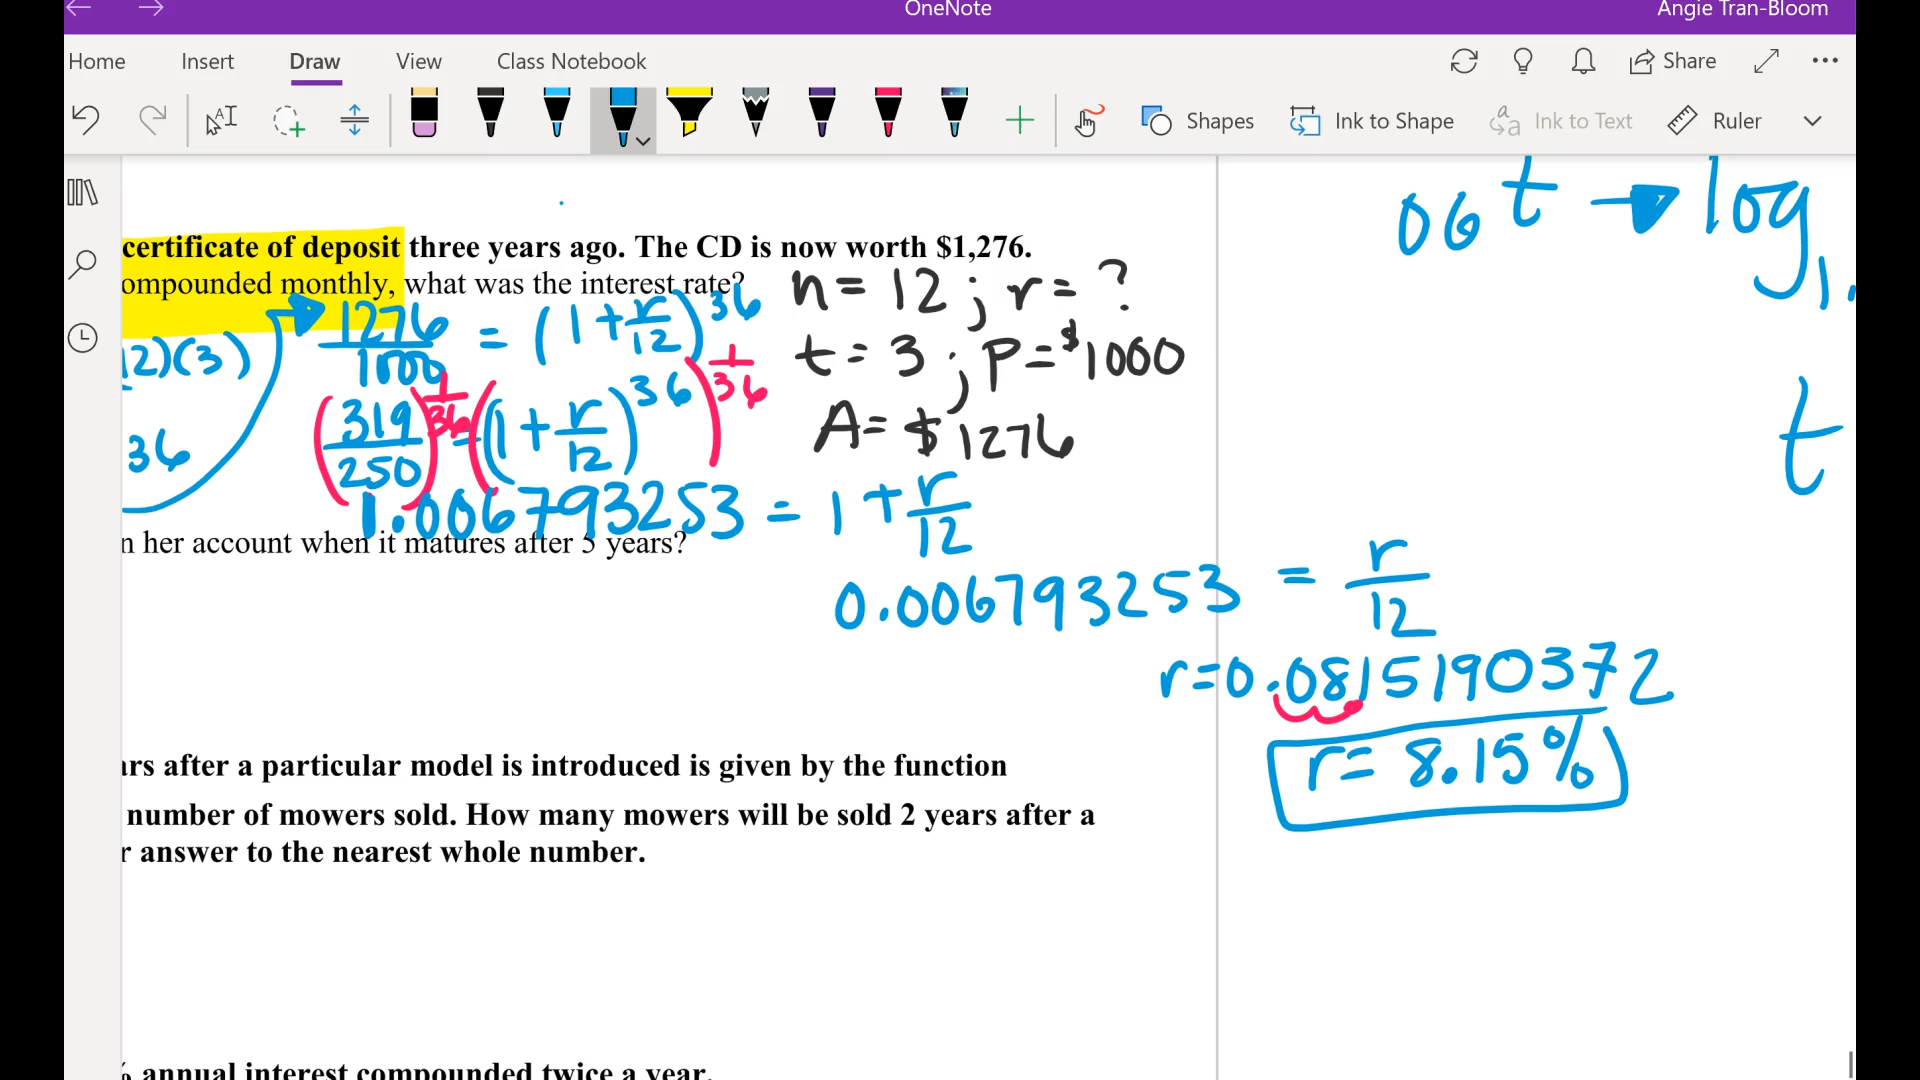 OneNote
Angie Tran-Bloom
Home Insert Draw View Class Notebook
Share
Shapes Ink to Shape Ink to Text Ruler
certificate of deposit three years ago. The CD is now worth $1,276.
ompounded monthly, what was the interest rate?
n = 12 ; r = ?
t = 3 ; P = $1000
A = $1276
2)(3)
36
1276/1000 = (1 + r/12)^36
(319/250)^1/36 = ((1 + r/12)^36)^1/36
1.006793253 = 1 + r/12
n her account when it matures after 5 years?
0.006793253 = r/12
r=0.0815190372
r= 8.15%
06^t → log
1.
t
rs after a particular model is introduced is given by the function
number of mowers sold. How many mowers will be sold 2 years after a
r answer to the nearest whole number.
% annual interest compounded twice a year.